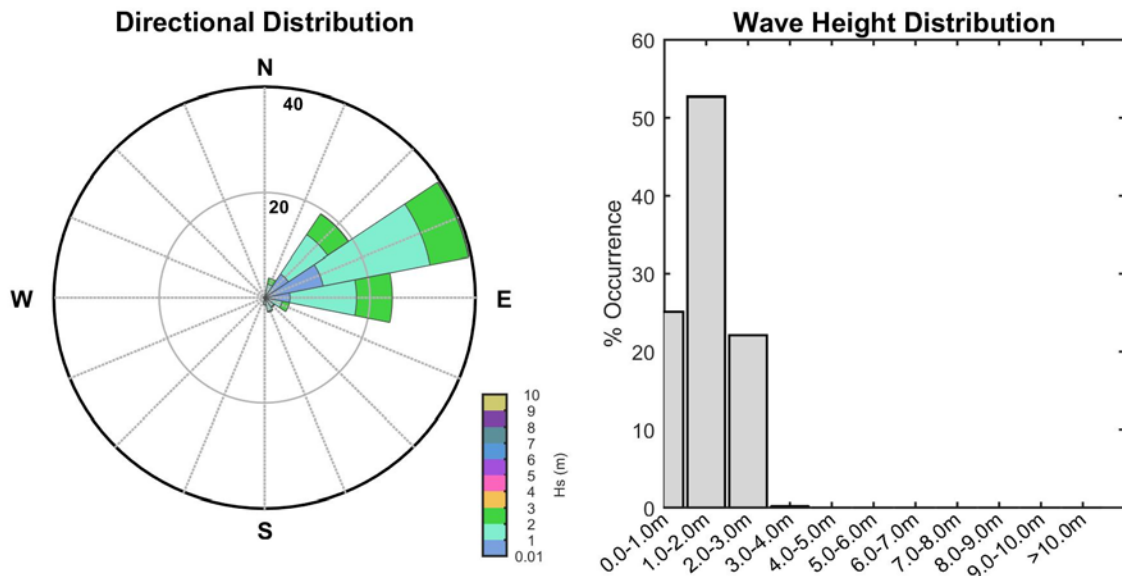 Directional Distribution
N
40
20
W
E
S
10
9
8
7
6
5
4
3
2
1
0.01
Hs (m)
Wave Height Distribution
60
50
40
30
20
10
0
% Occurrence
0.0-1.0m
1.0-2.0m
2.0-3.0m
3.0-4.0m
4.0-5.0m
5.0-6.0m
6.0-7.0m
7.0-8.0m
8.0-9.0m
9.0-10.0m
>10.0m